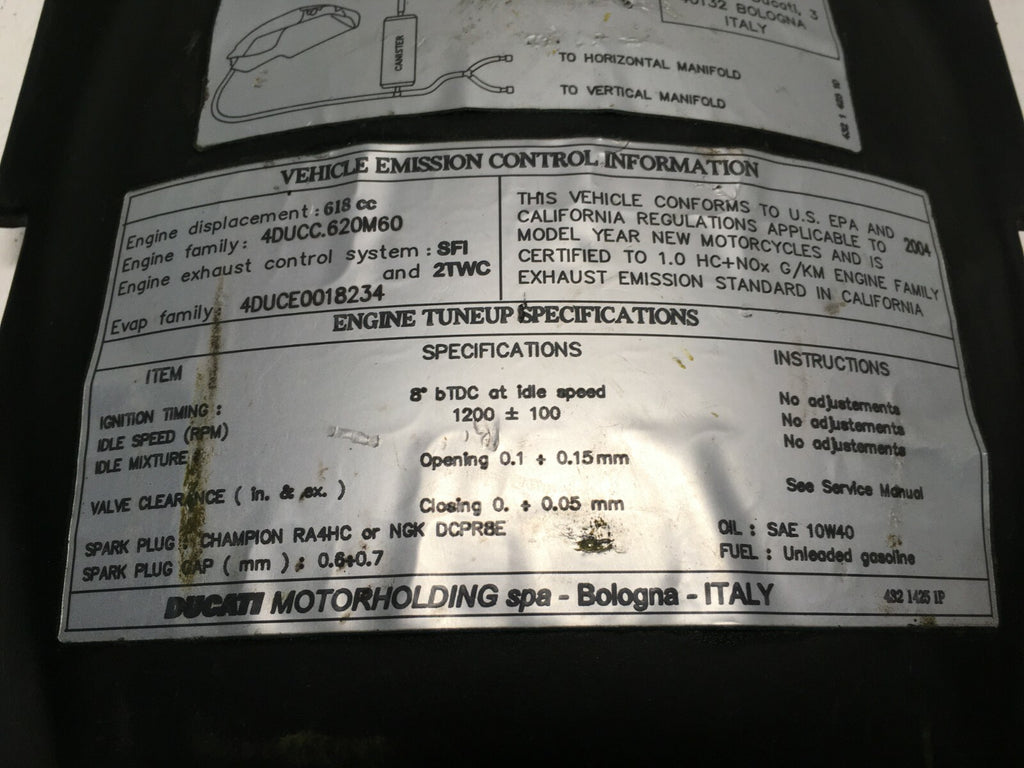 CANISTER
Ducati, 3
40132 BOLOGNA
ITALY
TO HORIZONTAL MANIFOLD
TO VERTICAL MANIFOLD
VEHICLE EMISSION CONTROL INFORMATION
Engine displacement : 618 cc
Engine family : 4DUCC.620M60
Engine exhaust control system : SFI
and 2TWC
Evap family: 4DUCE0018234
THIS VEHICLE CONFORMS TO U.S. EPA AND
CALIFORNIA REGULATIONS APPLICABLE TO 2004
MODEL YEAR NEW MOTORCYCLES AND IS
CERTIFIED TO 1.0 HC+NOx G/KM ENGINE FAMILY
EXHAUST EMISSION STANDARD IN CALIFORNIA
ENGINE TUNEUP SPECIFICATIONS
ITEM SPECIFICATIONS INSTRUCTIONS
IGNITION TIMING : 8° bTDC at idle speed No adjustements
IDLE SPEED (RPM) 1200 ± 100 No adjustements
IDLE MIXTURE No adjustements
Opening 0.1 ÷ 0.15 mm
VALVE CLEARANCE ( in. & ex. ) See Service Manual
Closing 0. ÷ 0.05 mm
SPARK PLUG : CHAMPION RA4HC or NGK DCPR8E OIL : SAE 10W40
SPARK PLUG GAP ( mm ) : 0.6÷0.7 FUEL : Unleaded gasoline
DUCATI MOTORHOLDING spa - Bologna - ITALY 432 1425 1P